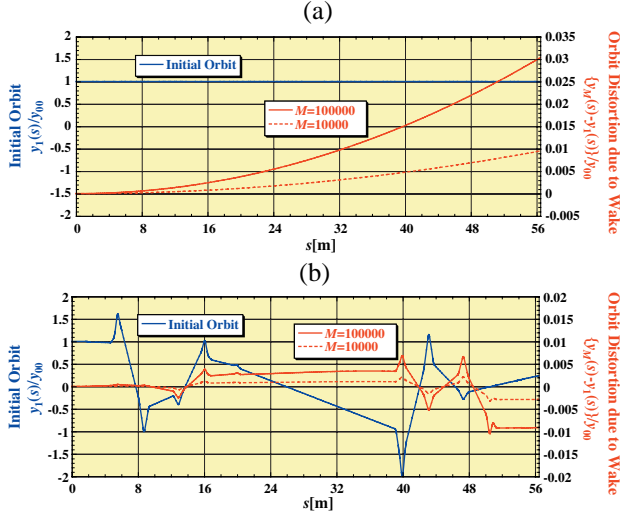 (a)
Initial Orbit
y₁(s)/y₀₀
2
1.5
1
0.5
0
-0.5
-1
-1.5
-2
Initial Orbit
M=100000
M=10000
0.035
0.030
0.025
0.020
0.015
0.01
0.005
0
0.005
Orbit Distortion due to Wake
{y_M(s)-y₁(s)}/y₀₀
0 8 16 24 32 40 48 56
s[m]
(b)
Initial Orbit
y₁(s)/y₀₀
2
1.5
1
0.5
0
-0.5
-1
-1.5
-2
Initial Orbit
M=100000
M=10000
0.02
0.015
0.01
0.005
0
-0.005
-0.01
-0.015
-0.02
Orbit Distortion due to Wake
{y_M(s)-y₁(s)}/y₀₀
0 8 16 24 32 40 48 56
s[m]